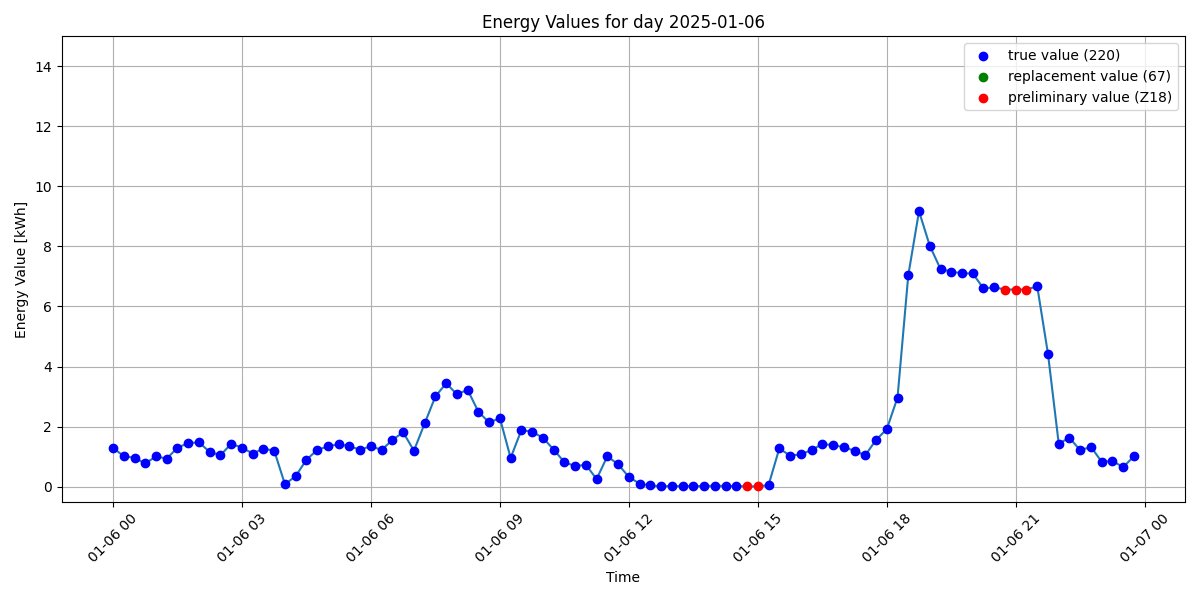 Energy Values for day 2025-01-06
true value (220)
replacement value (67)
preliminary value (Z18)
Energy Value [kWh]
14
12
10
8
6
4
2
0
01-06 00
01-06 03
01-06 06
01-06 09
01-06 12
01-06 15
01-06 18
01-06 21
01-07 00
Time